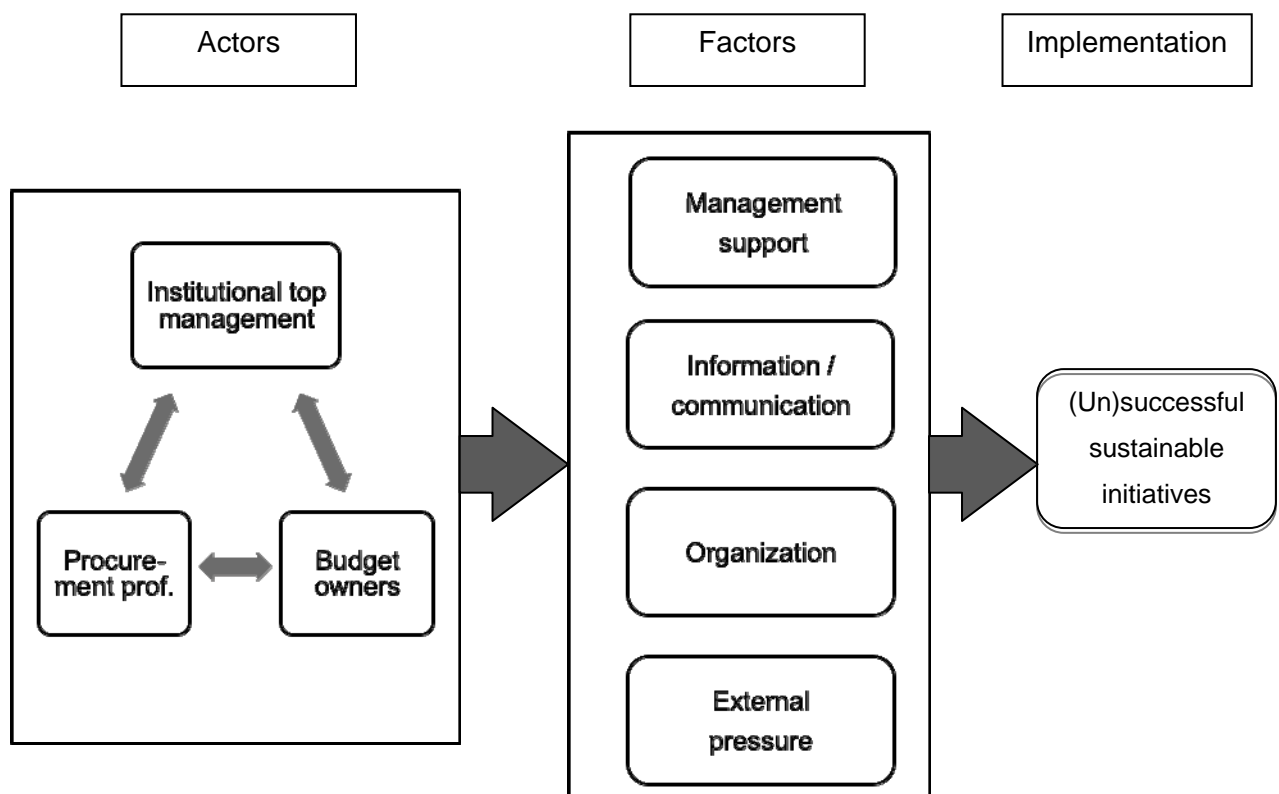 Actors
Factors
Implementation
Institutional top
management
Procure-
ment prof.
Budget
owners
Management
support
Information /
communication
Organization
External
pressure
(Un)successful
sustainable
initiatives